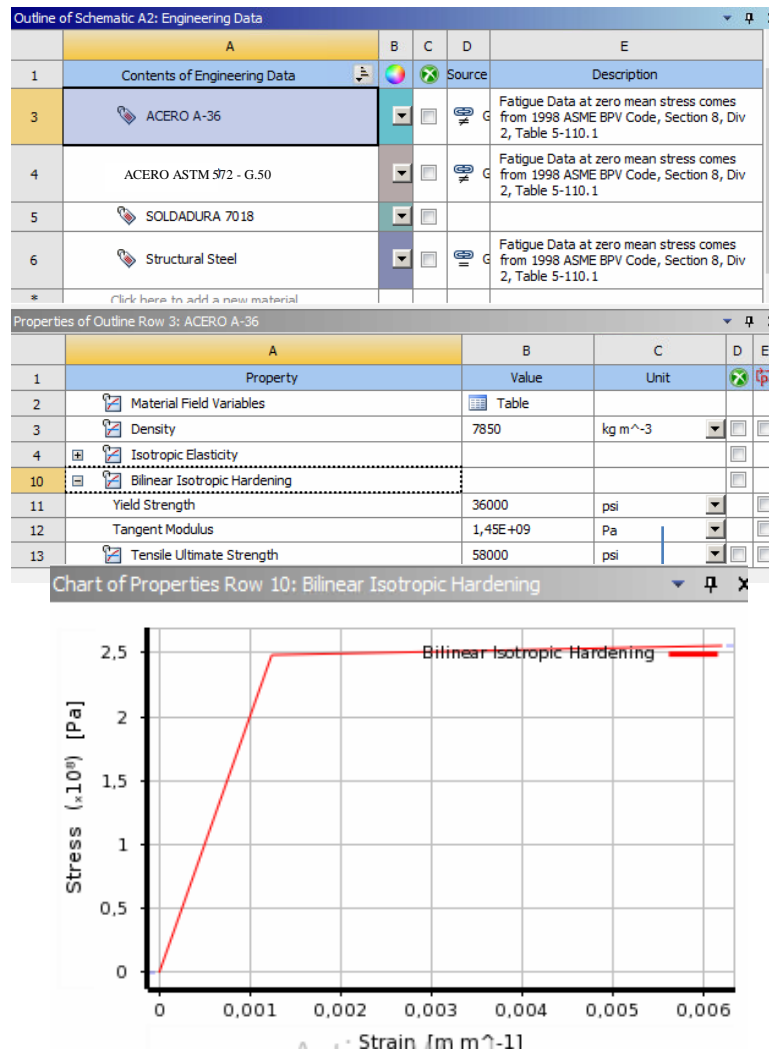 Outline of Schematic A2: Engineering Data
A B C D E
1 Contents of Engineering Data Source Description
3 ACERO A-36 G Fatigue Data at zero mean stress comes
from 1998 ASME BPV Code, Section 8, Div
2, Table 5-110.1
4 ACERO ASTM 572 - G.50 G Fatigue Data at zero mean stress comes
from 1998 ASME BPV Code, Section 8, Div
2, Table 5-110.1
5 SOLDADURA 7018
6 Structural Steel G Fatigue Data at zero mean stress comes
from 1998 ASME BPV Code, Section 8, Div
2, Table 5-110.1
* Click here to add a new material
Properties of Outline Row 3: ACERO A-36
A B C D E
1 Property Value Unit
2 Material Field Variables Table
3 Density 7850 kg m^-3
4 Isotropic Elasticity
10 Bilinear Isotropic Hardening
11 Yield Strength 36000 psi
12 Tangent Modulus 1,45E+09 Pa
13 Tensile Ultimate Strength 58000 psi
Chart of Properties Row 10: Bilinear Isotropic Hardening
Bilinear Isotropic Hardening
Stress (x10⁸) [Pa]
2,5
2
1,5
1
0,5
0
0 0,001 0,002 0,003 0,004 0,005 0,006
Strain [m m^-1]